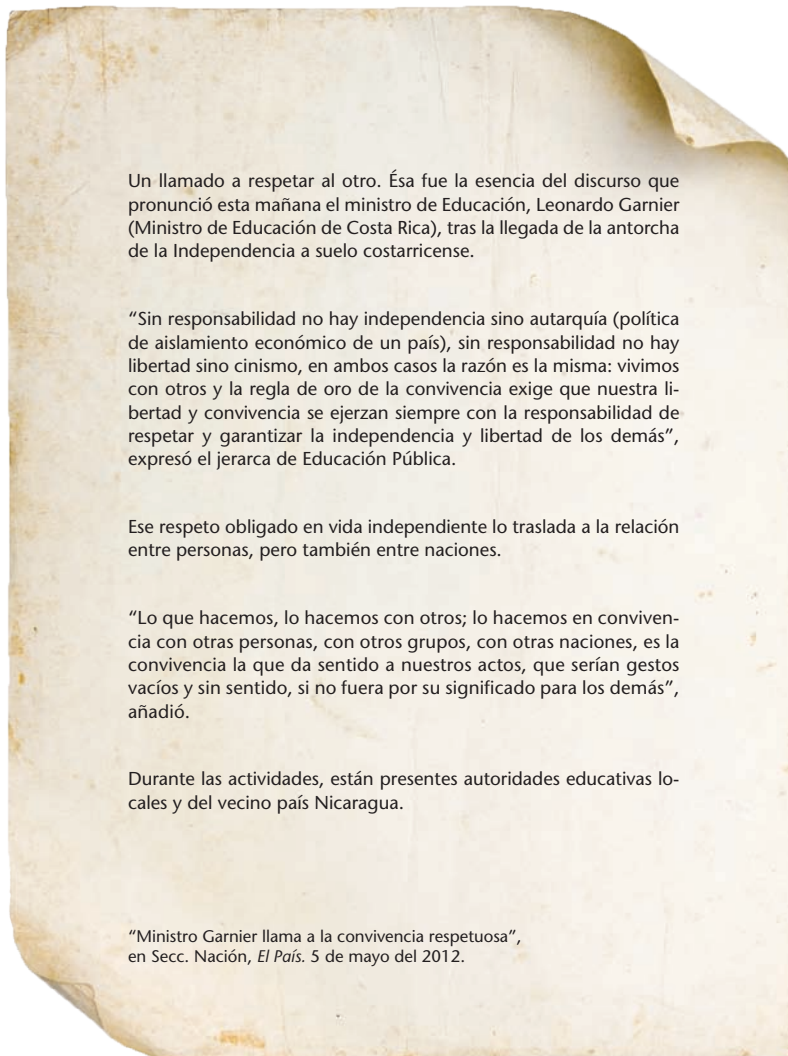 Un llamado a respetar al otro. Ésa fue la esencia del discurso que
pronunció esta mañana el ministro de Educación, Leonardo Garnier
(Ministro de Educación de Costa Rica), tras la llegada de la antorcha
de la Independencia a suelo costarricense.
“Sin responsabilidad no hay independencia sino autarquía (política
de aislamiento económico de un país), sin responsabilidad no hay
libertad sino cinismo, en ambos casos la razón es la misma: vivimos
con otros y la regla de oro de la convivencia exige que nuestra li-
bertad y convivencia se ejerzan siempre con la responsabilidad de
respetar y garantizar la independencia y libertad de los demás”,
expresó el jerarca de Educación Pública.
Ese respeto obligado en vida independiente lo traslada a la relación
entre personas, pero también entre naciones.
“Lo que hacemos, lo hacemos con otros; lo hacemos en conviven-
cia con otras personas, con otros grupos, con otras naciones, es la
convivencia la que da sentido a nuestros actos, que serían gestos
vacíos y sin sentido, si no fuera por su significado para los demás”,
añadió.
Durante las actividades, están presentes autoridades educativas lo-
cales y del vecino país Nicaragua.
“Ministro Garnier llama a la convivencia respetuosa”,
en Secc. Nación, El País. 5 de mayo del 2012.